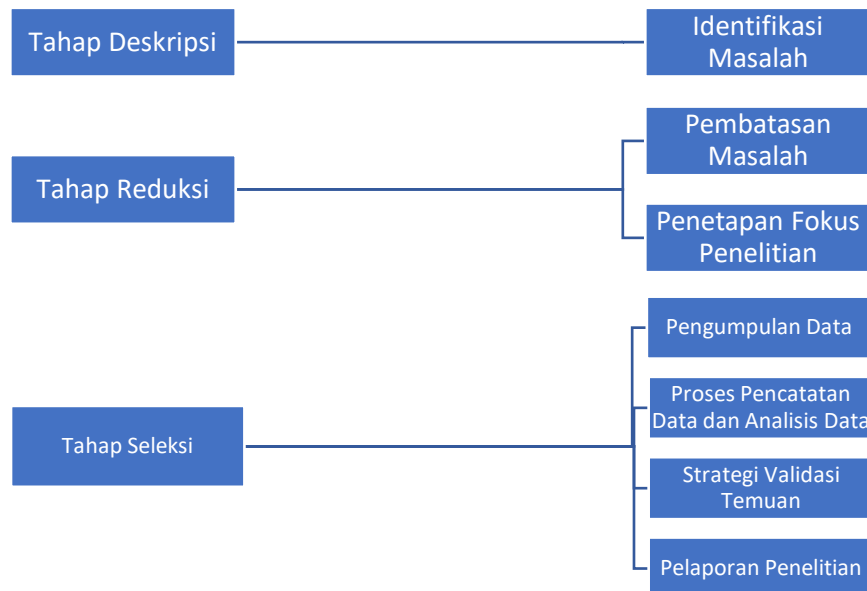 Tahap Deskripsi
Identifikasi
Masalah
Tahap Reduksi
Pembatasan
Masalah
Penetapan Fokus
Penelitian
Tahap Seleksi
Pengumpulan Data
Proses Pencatatan
Data dan Analisis Data
Strategi Validasi
Temuan
Pelaporan Penelitian